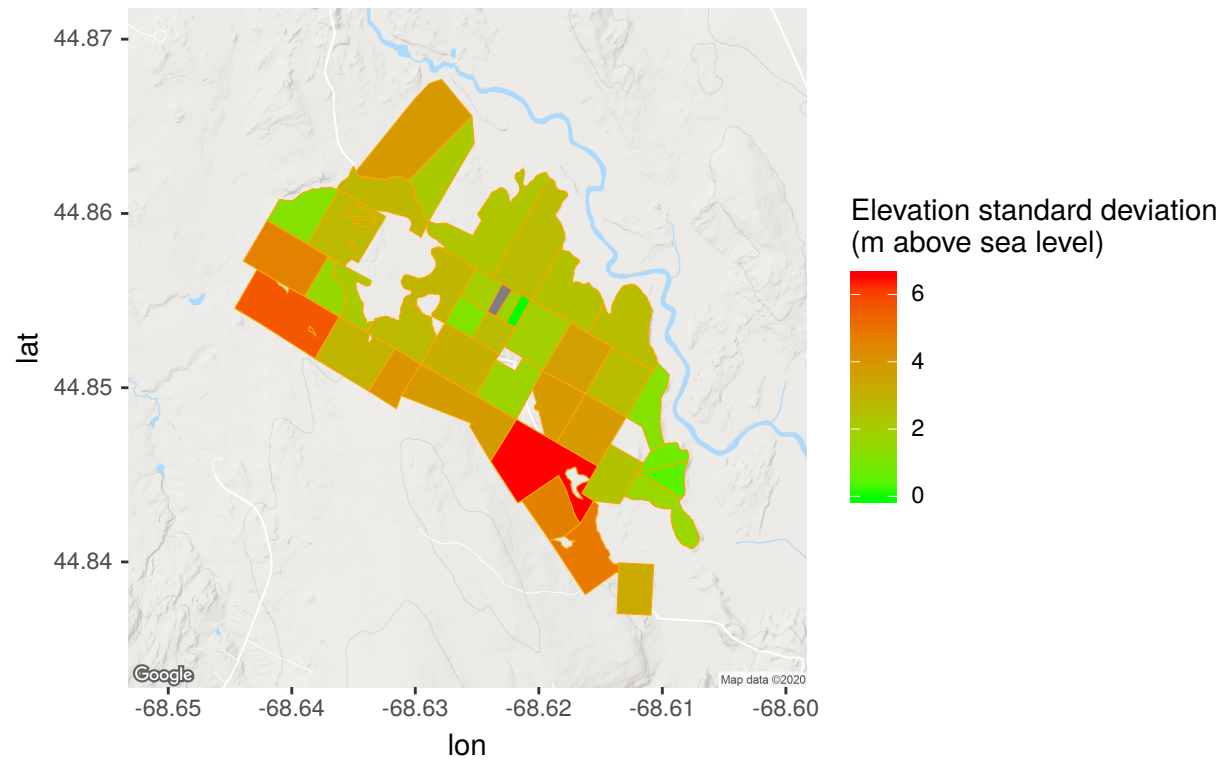 44.87
44.86
44.85
44.84
lat
-68.65
-68.64
-68.63
-68.62
-68.61
-68.60
lon
Google
Map data ©2020
Elevation standard deviation
(m above sea level)
6
4
2
0